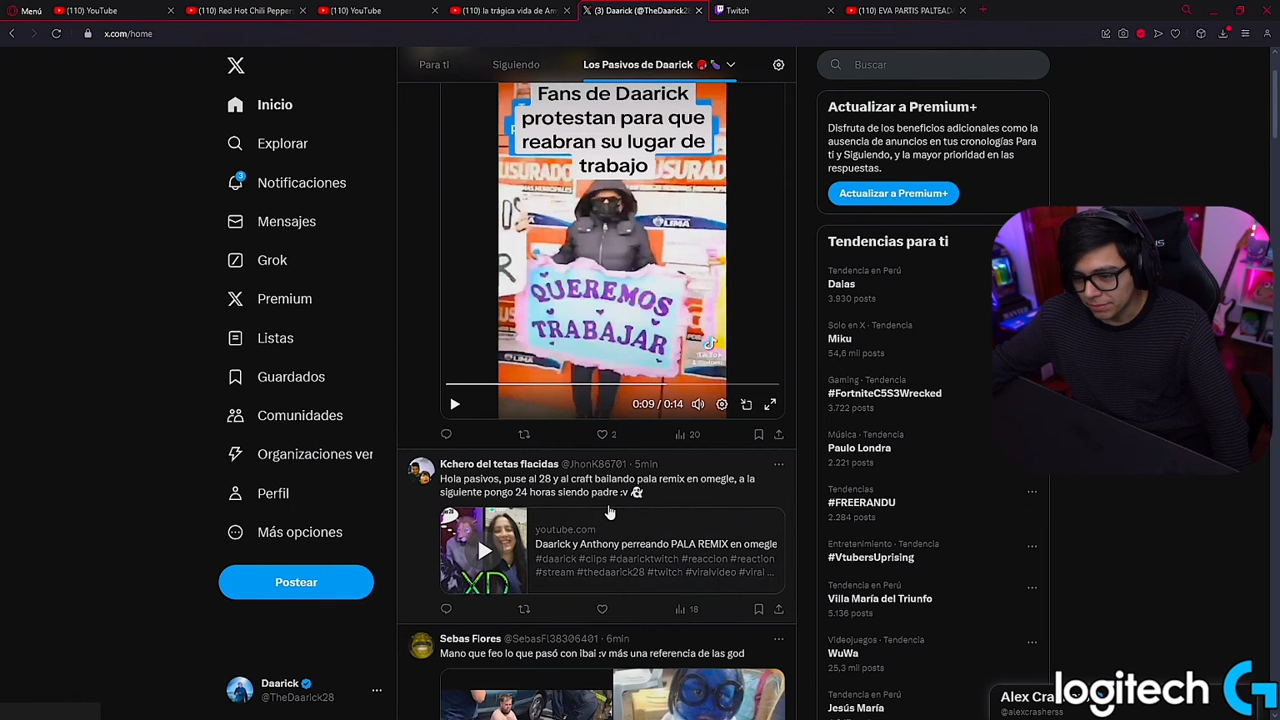 Menú
(110) YouTube
(110) Red Hot Chili Pepper
(110) YouTube
(110) la trágica vida de Am
(3) Daarick (@TheDaarick28
Twitch
(110) EVA PARTIS PALTEAD
x.com/home
Inicio
Explorar
3
Notificaciones
Mensajes
Grok
Premium
Listas
Guardados
Comunidades
Organizaciones ver
Perfil
Más opciones
Postear
Daarick
@TheDaarick28
Para ti
Siguiendo
Los Pasivos de Daarick
Fans de Daarick
protestan para que
reabran su lugar de
trabajo
LIMA
QUEREMOS
TRABAJAR
LIMA
0:09 / 0:14
2
20
Kchero del tetas flacidas @JhonK86701 · 5min
Hola pasivos, puse al 28 y al craft bailando pala remix en omegle, a la
siguiente pongo 24 horas siendo padre :v
XD
youtube.com
Daarick y Anthony perreando PALA REMIX en omegle
#daarick #clips #daaricktwitch #reaccion #reaction
#stream #thedaarick28 #twitch #viralvideo #viral ...
18
Sebas Flores @SebasFl38306401 · 6min
Mano que feo lo que pasó con ibai :v más una referencia de las god
Buscar
Actualizar a Premium+
Disfruta de los beneficios adicionales como la
ausencia de anuncios en tus cronologías Para
ti y Siguiendo, y la mayor prioridad en las
respuestas.
Actualizar a Premium+
Tendencias para ti
Tendencia en Perú
Dalas
3.930 posts
Solo en X · Tendencia
Miku
54,6 mil posts
Gaming · Tendencia
#FortniteC5S3Wrecked
3.722 posts
Música · Tendencia
Paulo Londra
2.221 posts
Tendencias
#FREERANDU
2.284 posts
Entretenimiento · Tendencia
#VtubersUprising
Tendencia en Perú
Villa María del Triunfo
5.136 posts
Videojuegos · Tendencia
WuWa
25,3 mil posts
Tendencia en Perú
Jesús María
Alex Cra
@alexcrasherss
logitech G